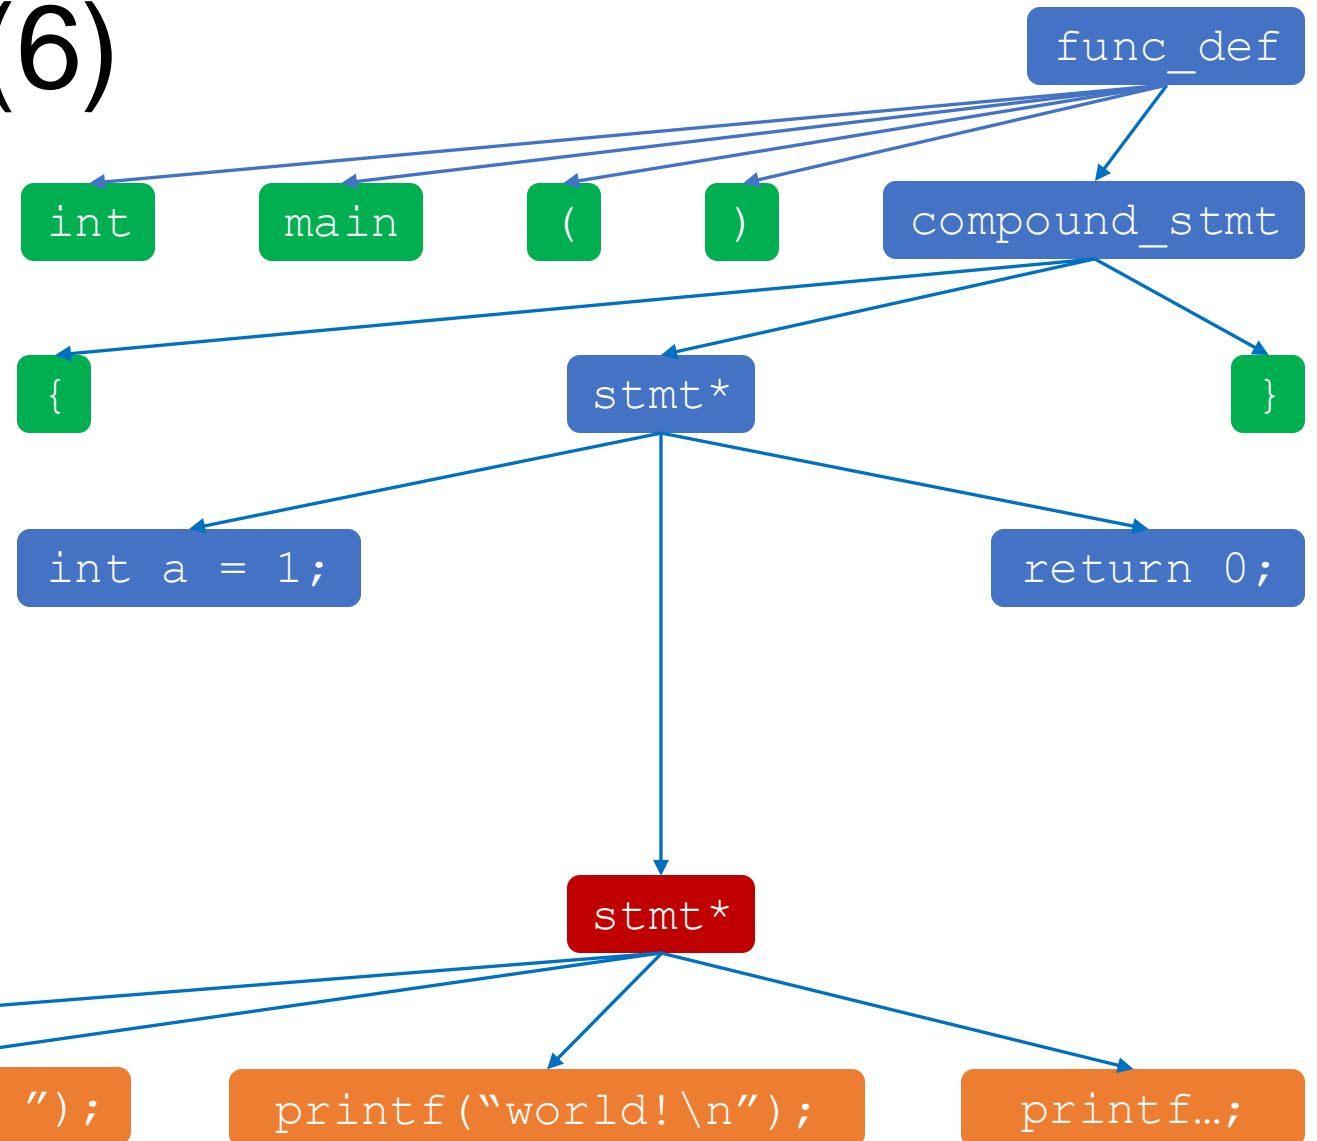 (6)
func_def
int main ( ) compound_stmt
{ stmt* }
int a = 1; return 0;
stmt*
″); printf(‟world!\n″); printf…;